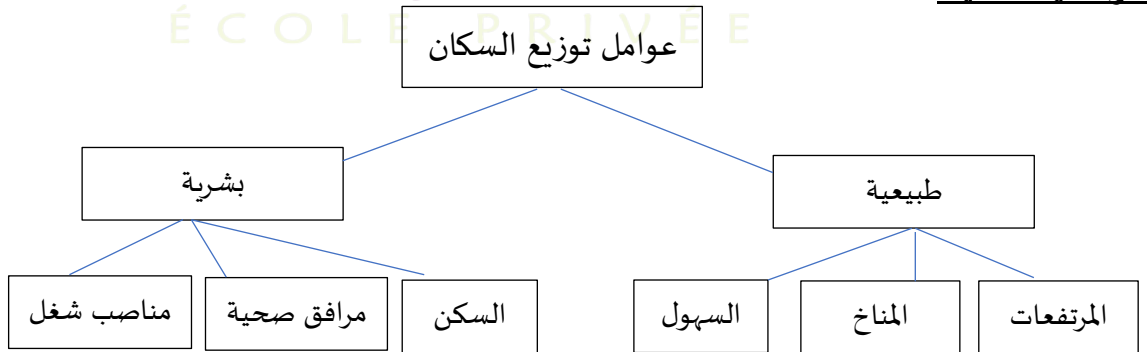 ÉCOLE PRIVÉE
عوامل توزيع السكان
طبيعية
بشرية
المرتفعات
المناخ
السهول
السكن
مرافق صحية
مناصب شغل